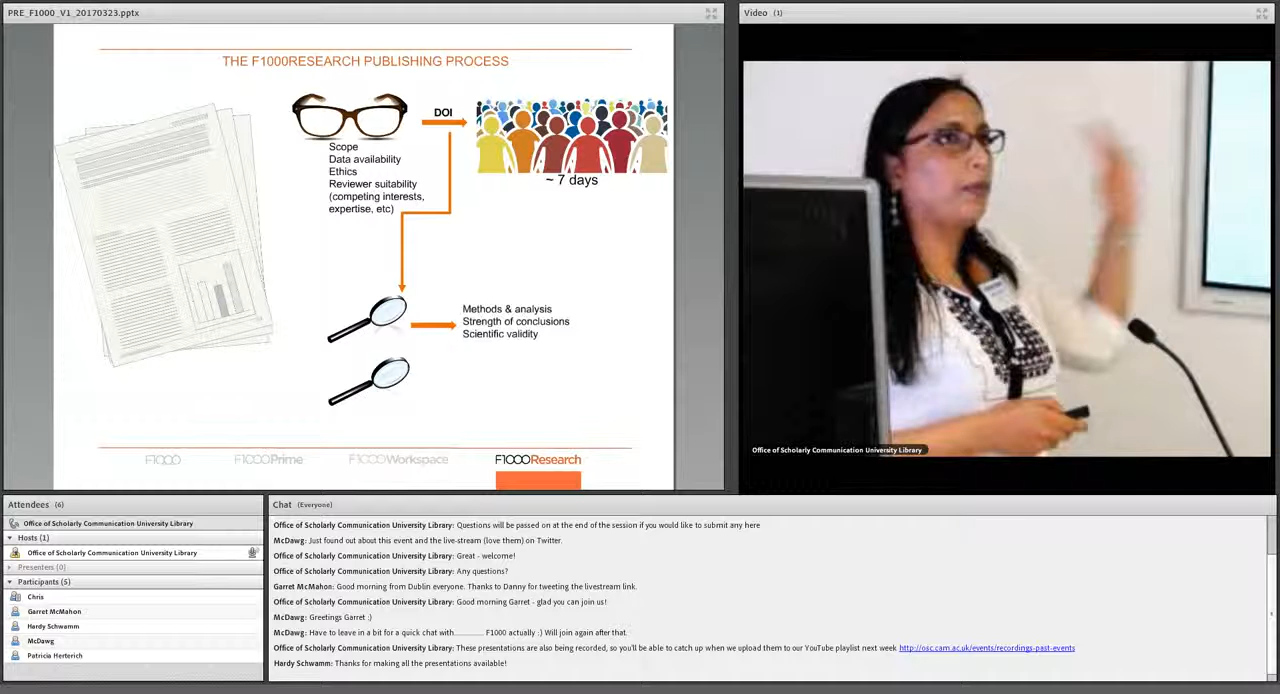 PRE_F1000_V1_20170323.pptx
THE F1000RESEARCH PUBLISHING PROCESS
DOI
Scope
Data availability
Ethics
Reviewer suitability
(competing interests,
expertise, etc)
~ 7 days
Methods & analysis
Strength of conclusions
Scientific validity
F1000
F1000Prime
F1000Workspace
F1000Research
Video (1)
Office of Scholarly Communication University Library
Attendees (6)
Office of Scholarly Communication University Library
Hosts (1)
Office of Scholarly Communication University Library
Presenters (0)
Participants (5)
Chris
Garret McMahon
Hardy Schwamm
McDawg
Patricia Herterich
Chat (Everyone)
Office of Scholarly Communication University Library: Questions will be passed on at the end of the session if you would like to submit any here
McDawg: Just found out about this event and the live-stream (love them) on Twitter.
Office of Scholarly Communication University Library: Great - welcome!
Office of Scholarly Communication University Library: Any questions?
Garret McMahon: Good morning from Dublin everyone. Thanks to Danny for tweeting the livestream link.
Office of Scholarly Communication University Library: Good morning Garret - glad you can join us!
McDawg: Greetings Garret :)
McDawg: Have to leave in a bit for a quick chat with............. F1000 actually :) Will join again after that.
Office of Scholarly Communication University Library: These presentations are also being recorded, so you'll be able to catch up when we upload them to our YouTube playlist next week http://osc.cam.ac.uk/events/recordings-past-events
Hardy Schwamm: Thanks for making all the presentations available!